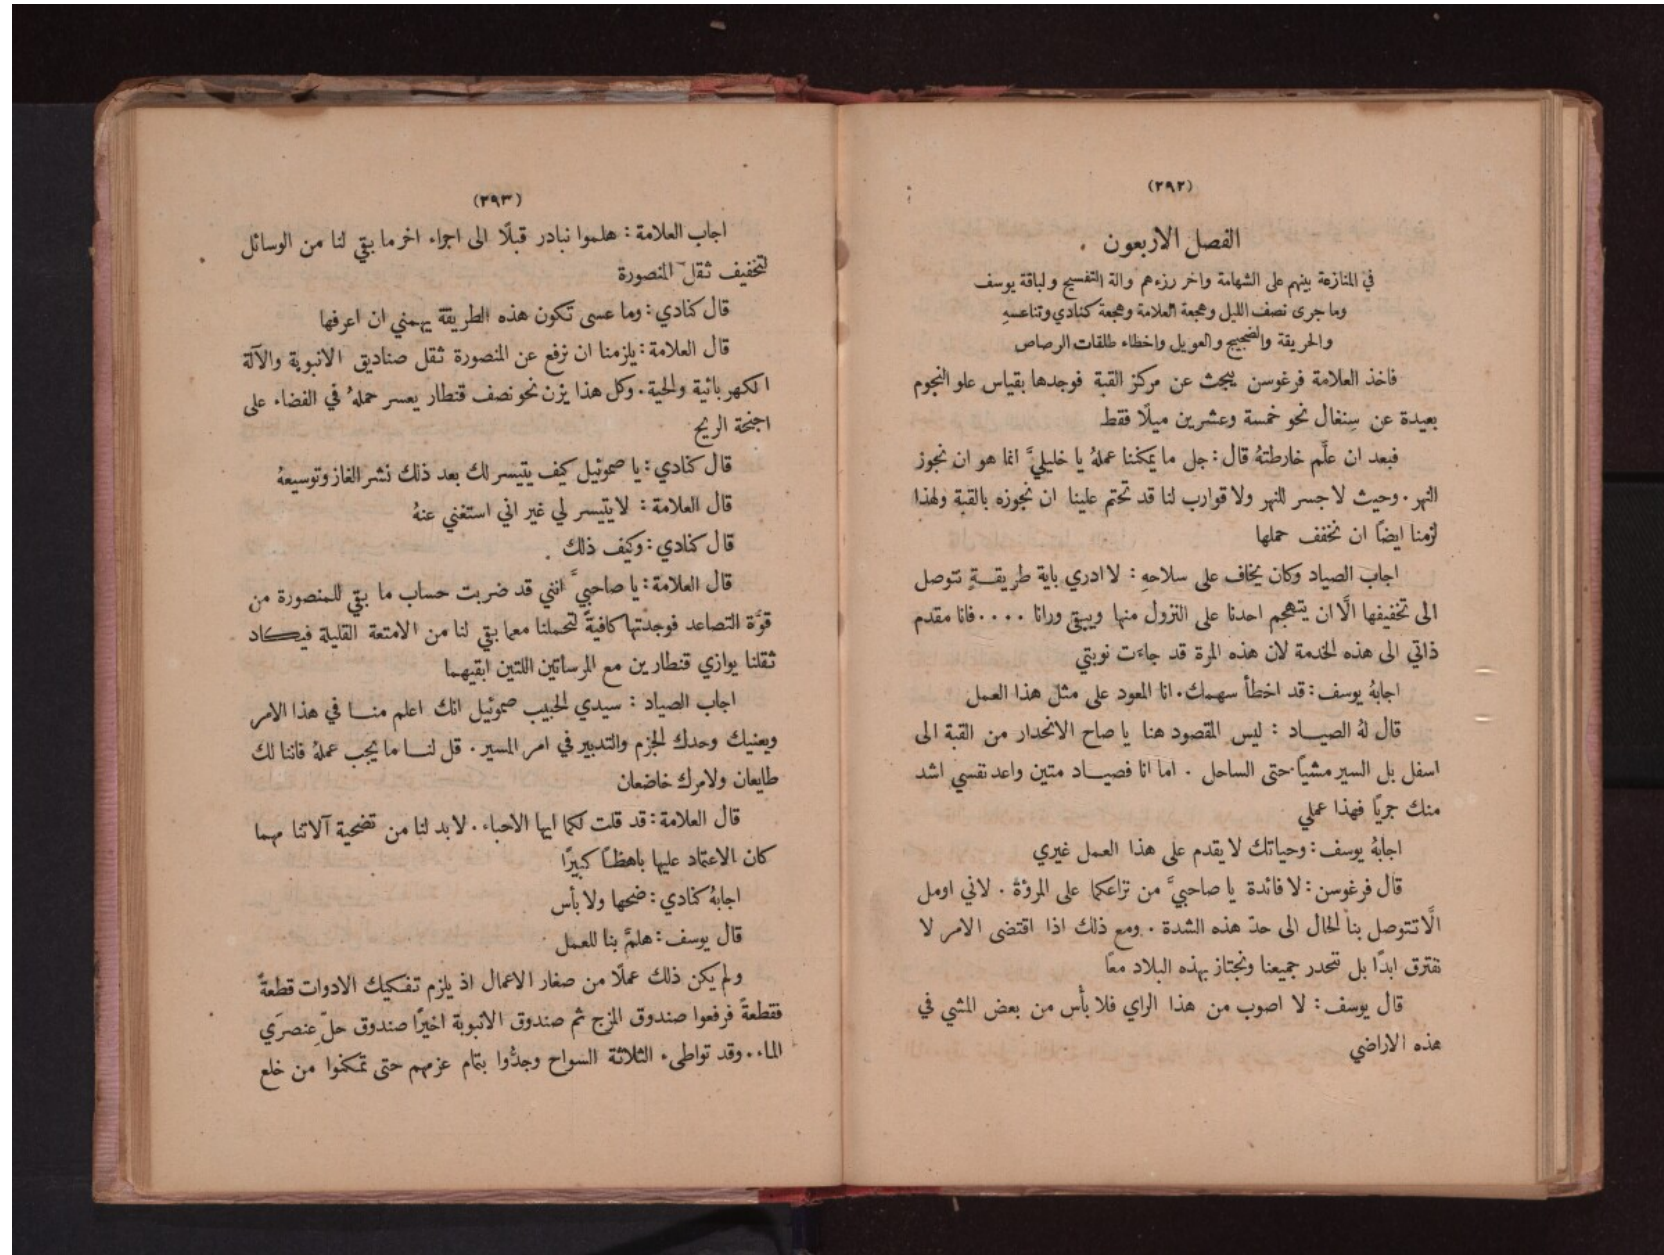 (٢٩٢)
الفصل الاربعون .
في المنازعة بينهم على الشهامة واخر رزءهم والة التفسيح ولباقة يوسف
وما جرى نصف الليل وهجعة العلامة وهجعة كنادي وتناعسهِ
والحريقة والضجيج والعويل واخطاء طلقات الرصاص
فاخذ العلامة فرغوسن يبحث عن مركز القبة فوجدها بقياس علو النجوم
بعيدة عن سِنغال نحو خمسة وعشرين ميلًا فقط
فبعد ان علَّم خارطتهُ قال : جل ما يمكننا عملهُ يا خليليَّ انما هو ان نجوز
النهر . وحيث لا جسر للنهر ولا قوارب لنا قد تحتم علينا ان نجوزه بالقبة ولهذا
لزمنا ايضًا ان نخفف حملها
اجاب الصياد وكان يخاف على سلاحهِ : لا ادري باية طريقــةٍ نتوصل
الى تخفيفها الَّا ان يتهجم احدنا على النزول منها ويبقى ورانا .... فانا مقدم
ذاتي الى هذه الخدمة لان هذه المرة قد جاءت نوبتي
اجابهُ يوسف : قد اخطأ سهمك . انا المعود على مثل هذا العمل
قال لهُ الصيــاد : ليس المقصود هنا يا صاح الانحدار من القبة الى
اسفل بل السير مشيًا حتى الساحل . اما انا فصيــاد متين واعد نفسي اشد
منك جريًا فهذا عملي
اجابهُ يوسف : وحياتك لا يقدم على هذا العمل غيري
قال فرغوسن : لا فائدة يا صاحبيَّ من نزاعكما على المرؤة . لاني اومل
الَّا تتوصل بنا الحال الى حدّ هذه الشدة . ومع ذلك اذا اقتضى الامر لا
نفترق ابدًا بل نتحدر جميعنا ونجتاز بهذه البلاد معًا
قال يوسف : لا اصوب من هذا الراي فلا بأس من بعض المشي في
هذه الاراضي
(٢٩٣)
اجاب العلامة : هلموا نبادر قبلًا الى اجراء اخر ما بقي لنا من الوسائل
لتخفيف ثقل المنصورة
قال كنادي : وما عسى تكون هذه الطريقة يهمني ان اعرفها
قال العلامة : يلزمنا ان نرفع عن المنصورة ثقل صناديق الانبوبة والآلة
الكهربائية والحية . وكل هذا يزن نحو نصف قنطار يعسر حملهُ في الفضاء على
اجنحة الريح
قال كنادي : يا صموئيل كيف يتيسر لك بعد ذلك نشر الغاز وتوسيعهُ
قال العلامة : لا يتيسر لي غير اني استغني عنهُ
قال كنادي : وكيف ذلك .
قال العلامة : يا صاحبيَّ انني قد ضربت حساب ما بقي للمنصورة من
قوَّة التصاعد فوجدتها كافيةً لتحملنا معما بقي لنا من الامتعة القليلة فيكاد
ثقلنا يوازي قنطارين مع المرساتين اللتين ابقيهما
اجاب الصياد : سيدي الحبيب صموئيل انك اعلم منــا في هذا الامر
ويعنيك وحدك الجزم والتدبير في امر المسير . قل لنــا ما يجب عملهُ فاننا لك
طايعان ولامرك خاضعان
قال العلامة : قد قلت لكما ايها الاحباء . لا بد لنا من تضحية آلاتنا مهما
كان الاعتماد عليها باهظًا كبيرًا
اجابهُ كنادي : ضحها ولا بأس
قال يوسف : هلمَّ بنا للعمل
ولم يكن ذلك عملًا من صغار الاعمال اذ يلزم تفكيك الادوات قطعةً
فقطعةً فرفعوا صندوق المزج ثم صندوق الانبوبة اخيرًا صندوق حلّ عنصرَي
الماء . وقد تواطىء الثلاثة السواح وجدُّوا بتمام عزمهم حتى تمكنوا من خلع